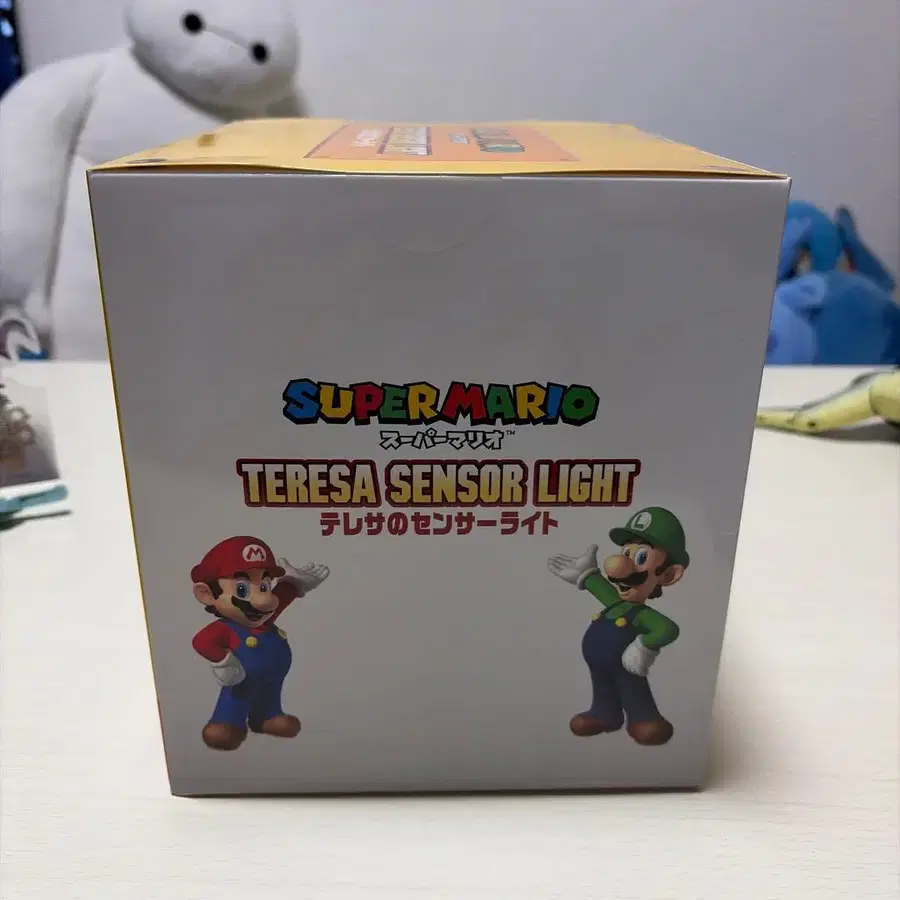 SUPER MARIO
スーパーマリオ™
TERESA SENSOR LIGHT
テレサのセンサーライト
M
L